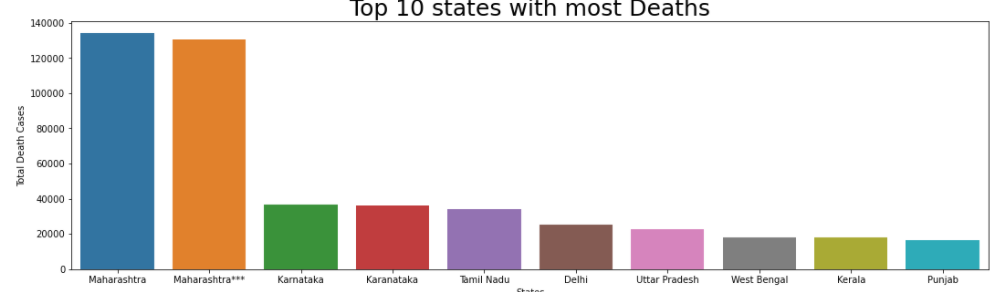 Top 10 states with most Deaths
140000
120000
100000
80000
60000
40000
20000
0
Total Death Cases
Maharashtra Maharashtra*** Karnataka Karanataka Tamil Nadu Delhi Uttar Pradesh West Bengal Kerala Punjab
States